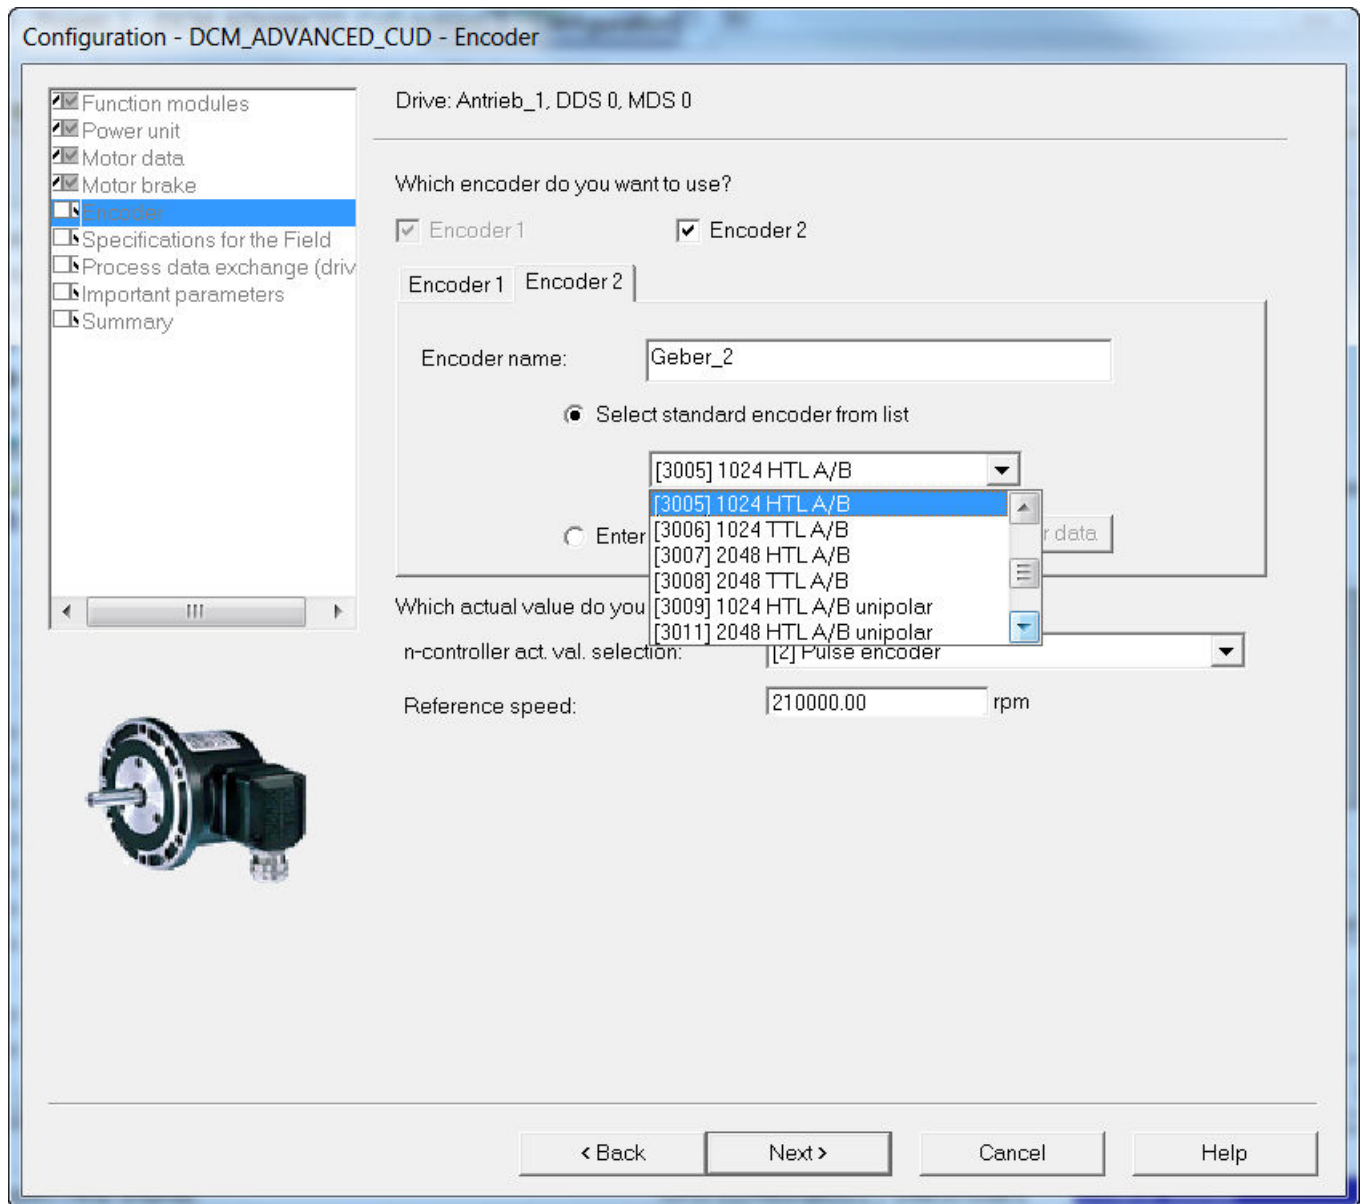 Configuration - DCM_ADVANCED_CUD - Encoder
Function modules
Power unit
Motor data
Motor brake
Encoder
Specifications for the Field
Process data exchange (driv
Important parameters
Summary
Drive: Antrieb_1, DDS 0, MDS 0
Which encoder do you want to use?
Encoder 1
Encoder 2
Encoder 1
Encoder 2
Encoder name:
Geber_2
Select standard encoder from list
[3005] 1024 HTL A/B
[3005] 1024 HTL A/B
[3006] 1024 TTL A/B
[3007] 2048 HTL A/B
[3008] 2048 TTL A/B
[3009] 1024 HTL A/B unipolar
[3011] 2048 HTL A/B unipolar
Enter
r data
Which actual value do you
n-controller act. val. selection:
[2] Pulse encoder
Reference speed:
210000.00
rpm
< Back
Next >
Cancel
Help